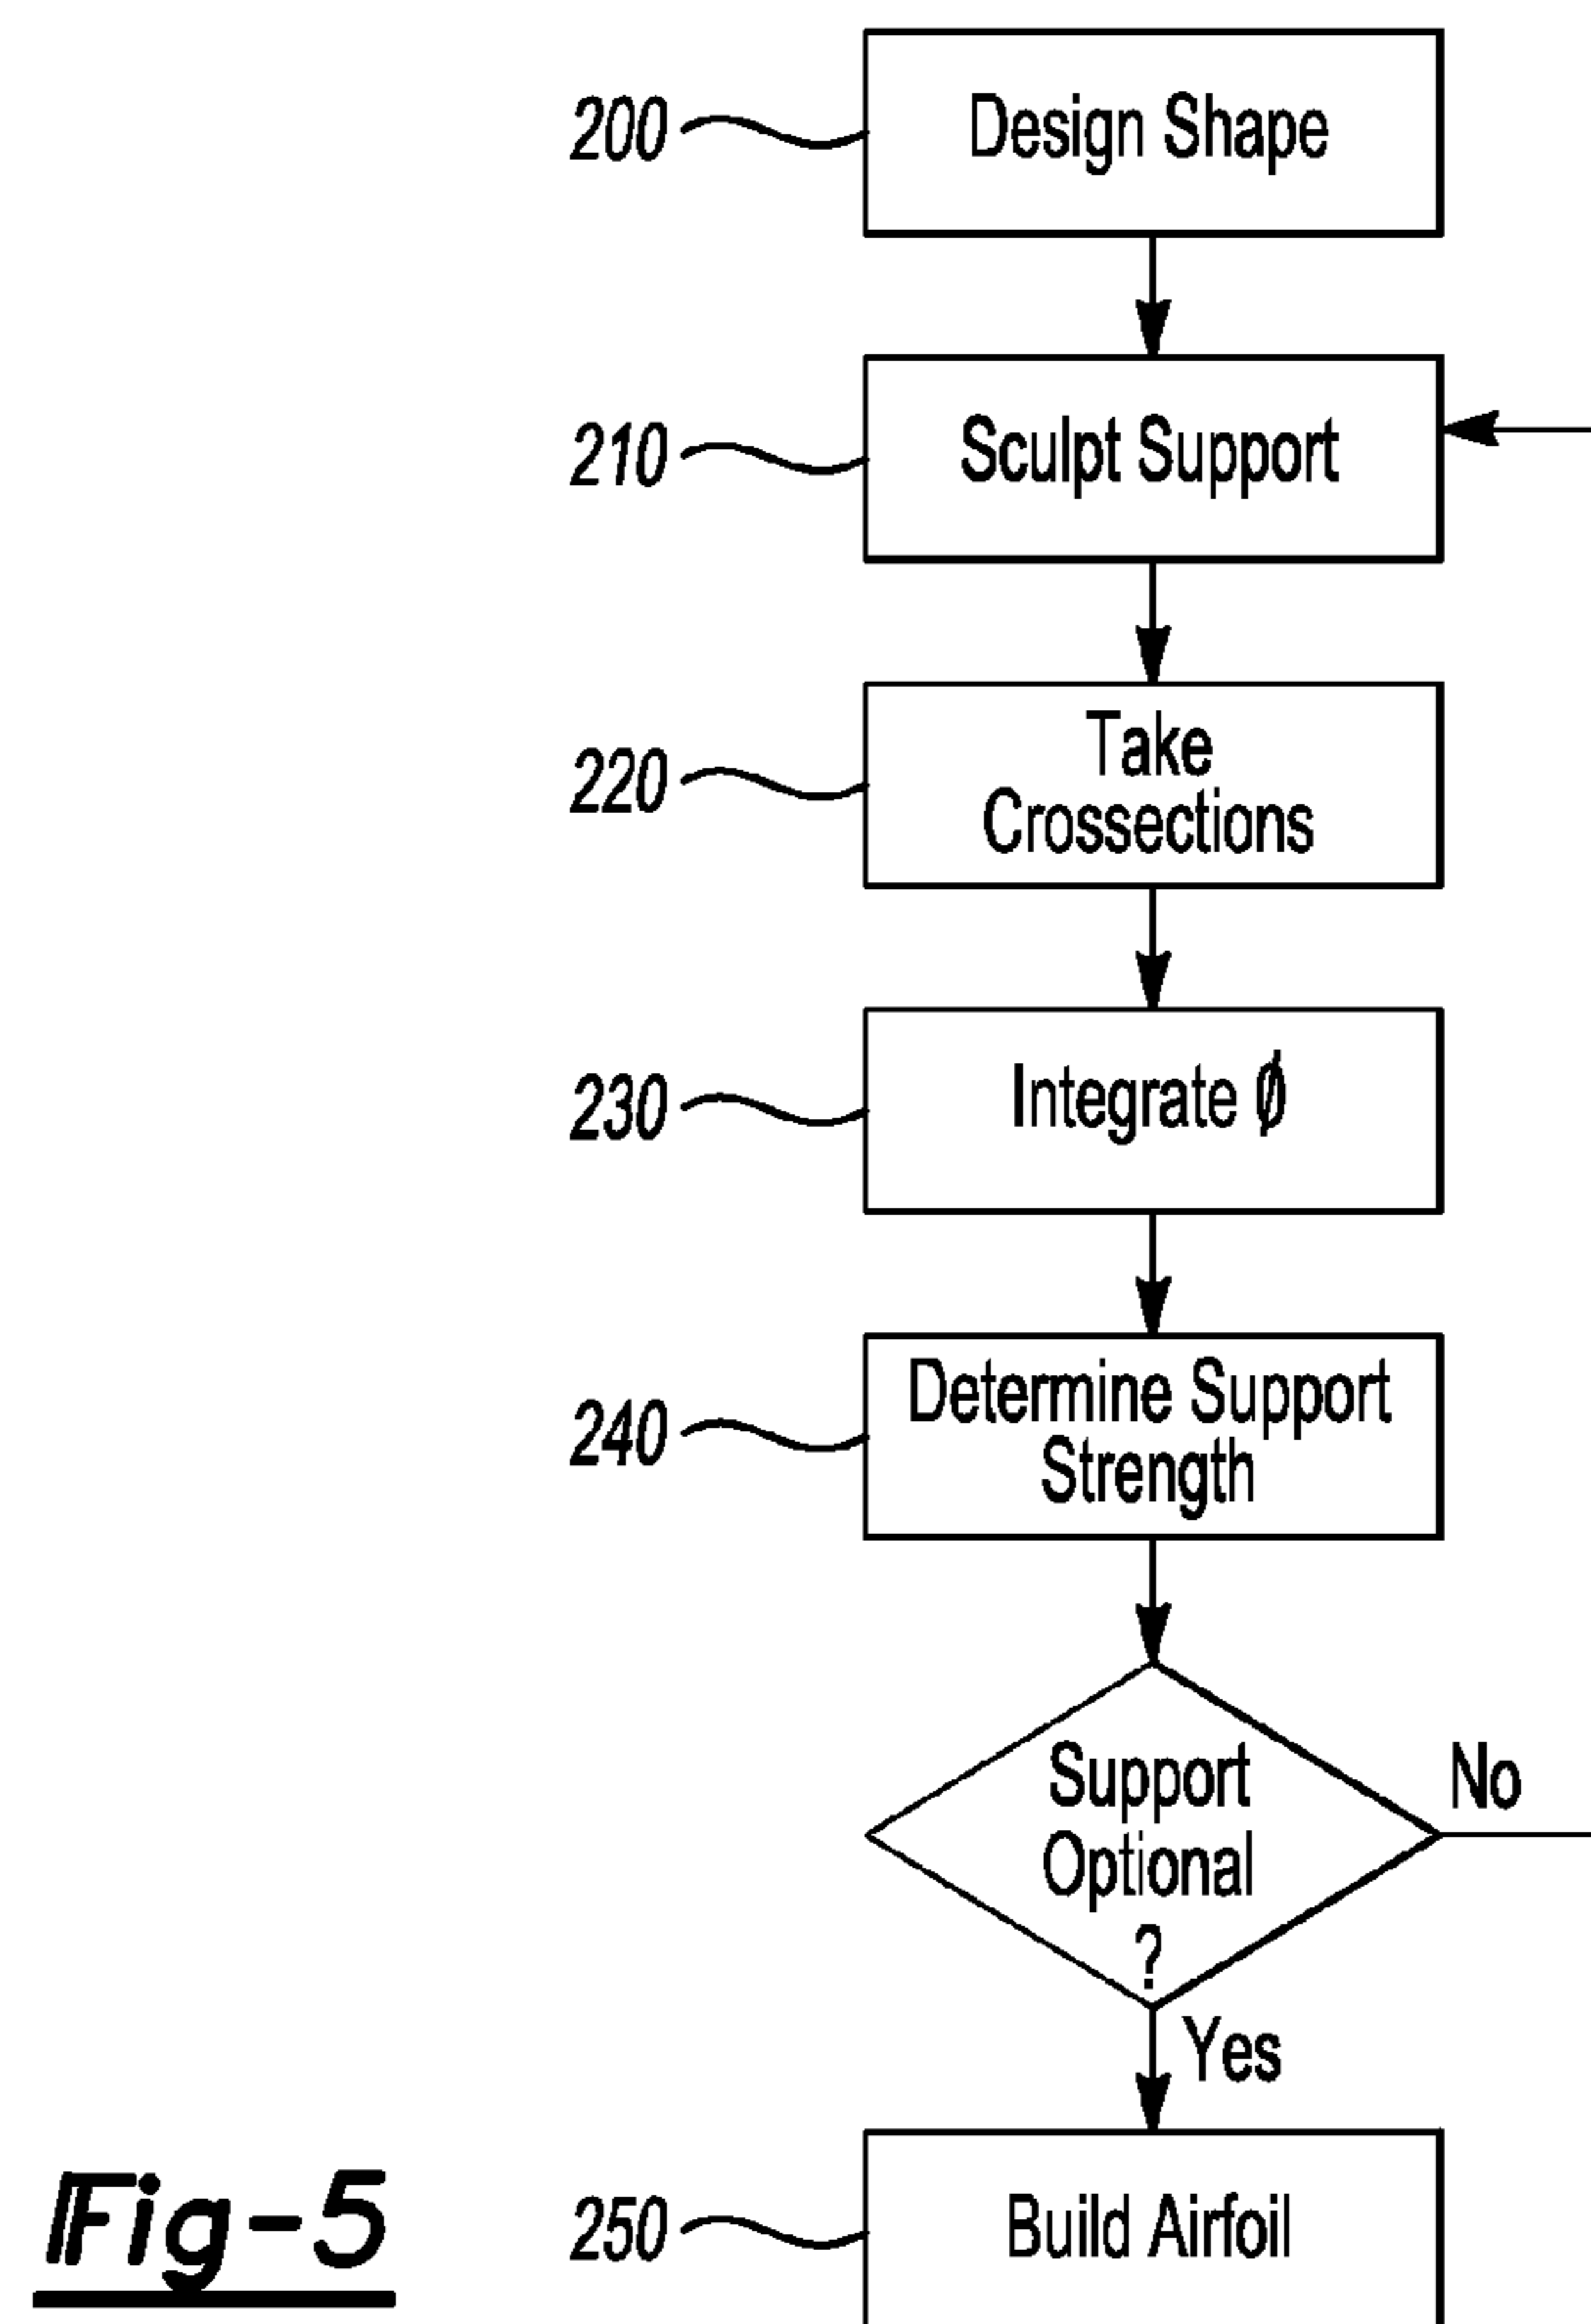 200
Design Shape
210
Sculpt Support
220
Take
Crossections
230
Integrate Ø
240
Determine Support
Strength
Support
Optional
?
No
Yes
250
Build Airfoil
Fig-5